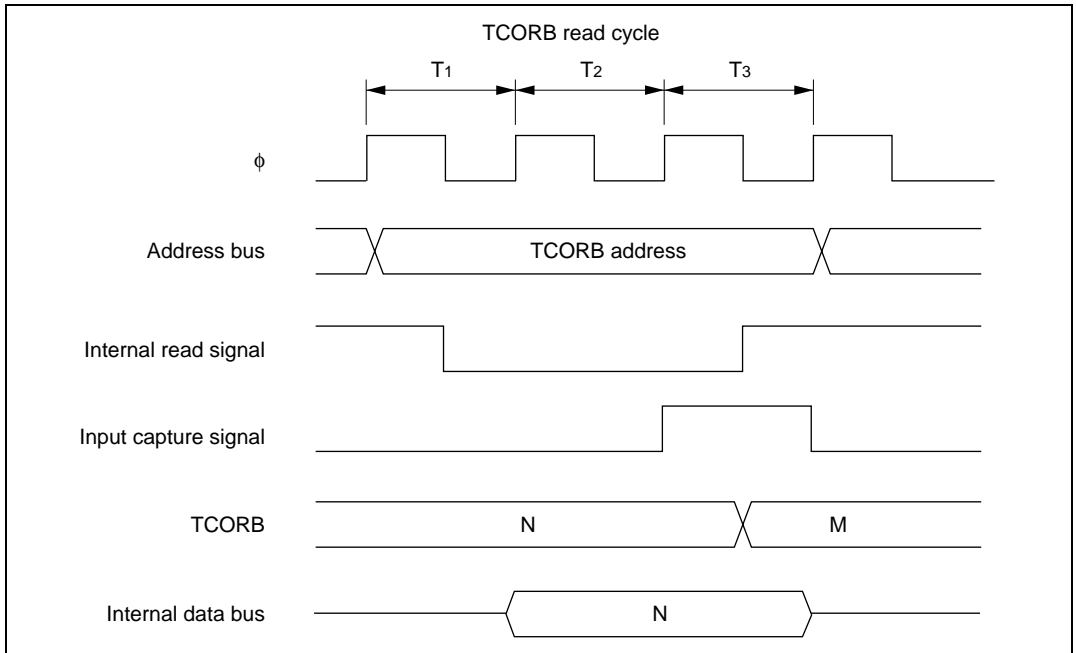 TCORB read cycle
T1 T2 T3
ϕ
Address bus TCORB address
Internal read signal
Input capture signal
TCORB N M
Internal data bus N